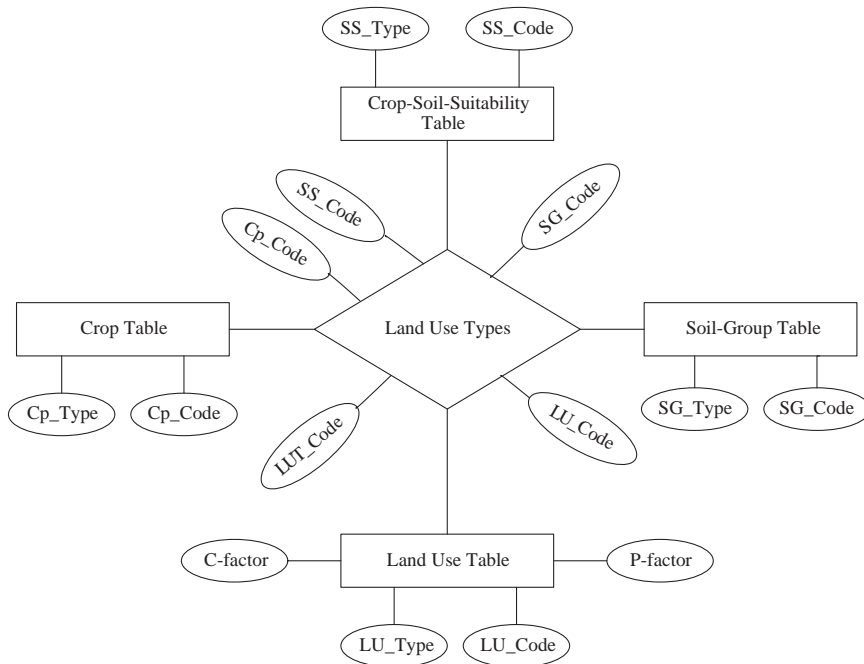 SS_Type
SS_Code
Crop-Soil-Suitability
Table
SS_Code
SG_Code
Cp_Code
Crop Table
Land Use Types
Soil-Group Table
Cp_Type
Cp_Code
SG_Type
SG_Code
LUT_Code
LU_Code
C-factor
Land Use Table
P-factor
LU_Type
LU_Code